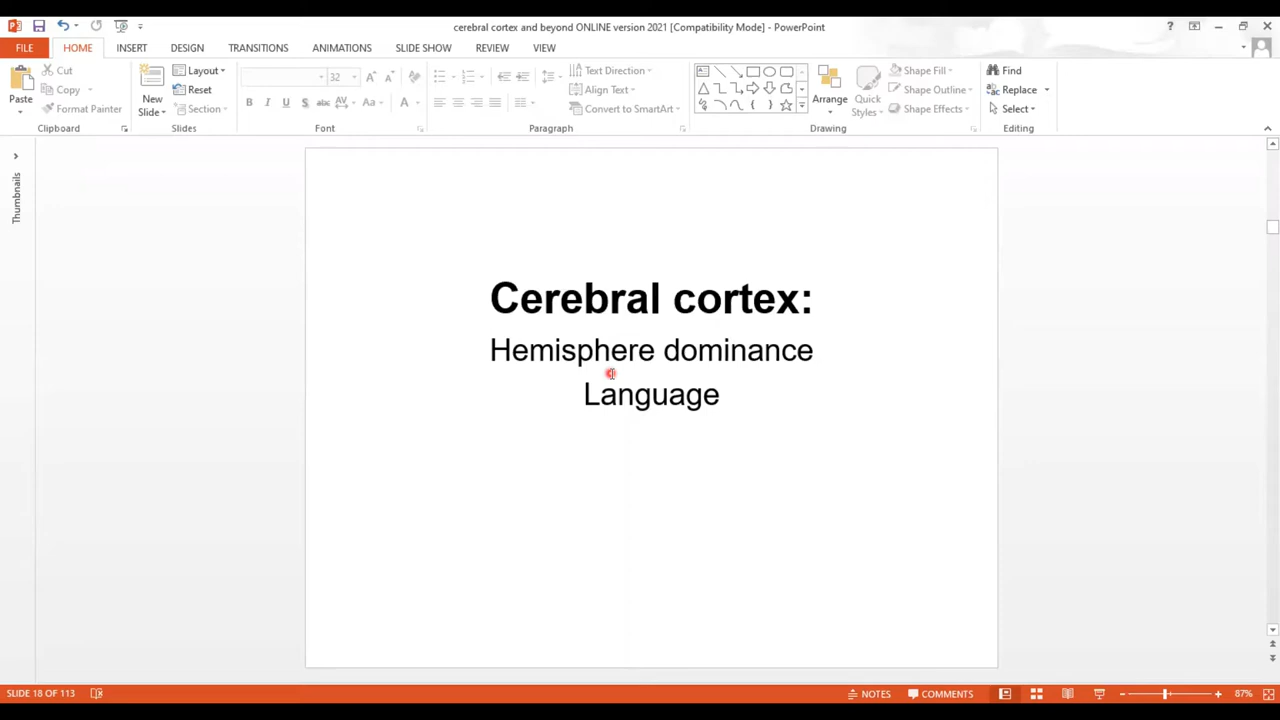 cerebral cortex and beyond ONLINE version 2021 [Compatibility Mode] - PowerPoint
FILE HOME INSERT DESIGN TRANSITIONS ANIMATIONS SLIDE SHOW REVIEW VIEW
Paste
Cut
Copy
Format Painter
Clipboard
New Slide
Layout
Reset
Section
Slides
32
Font
Text Direction
Align Text
Convert to SmartArt
Paragraph
Arrange
Quick Styles
Shape Fill
Shape Outline
Shape Effects
Drawing
Find
Replace
Select
Editing
Thumbnails
Cerebral cortex:
Hemisphere dominance
Language
SLIDE 18 OF 113 NOTES COMMENTS 87%